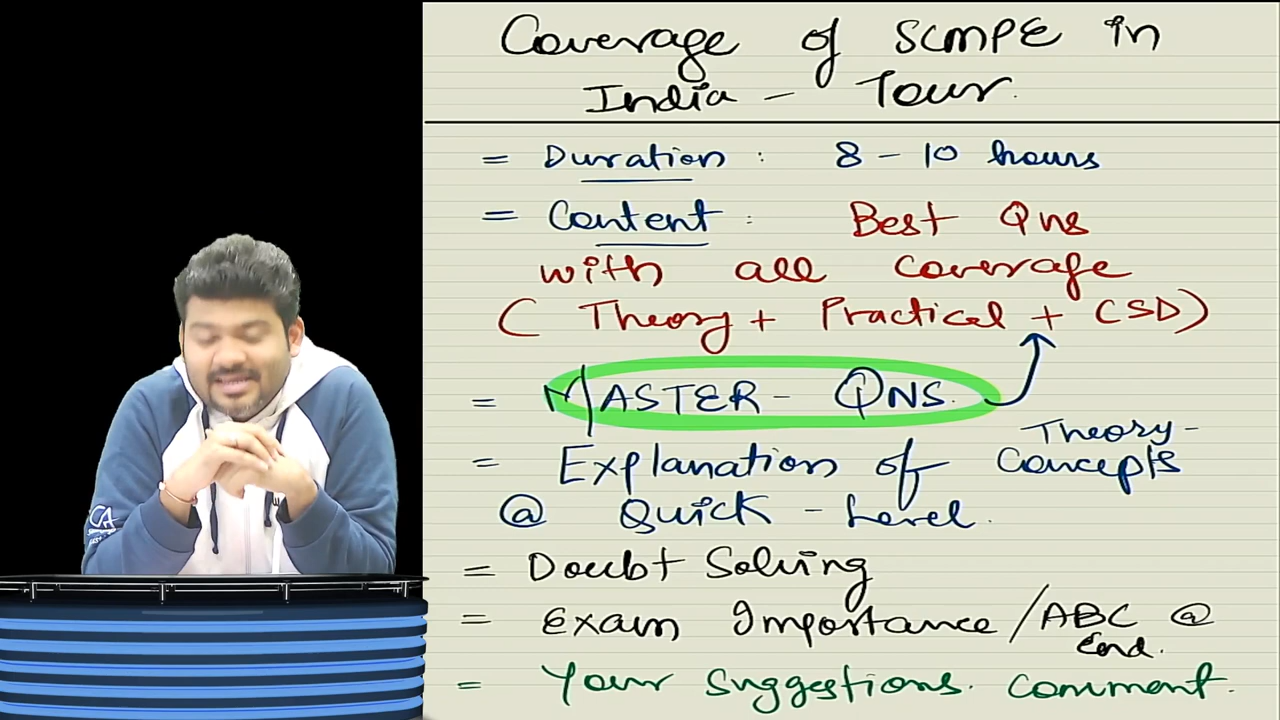 Coverage of SCMPE in
India - Tour.
= Duration : 8 - 10 hours
= Content : Best Qns
with all coverage
( Theory + Practical + CSD)
= MASTER - QNS.
= Explanation of Theory - Concepts
@ Quick - Level.
= Doubt Solving
= Exam Importance /ABC @ End.
= Your Suggestions. Comment.
CA